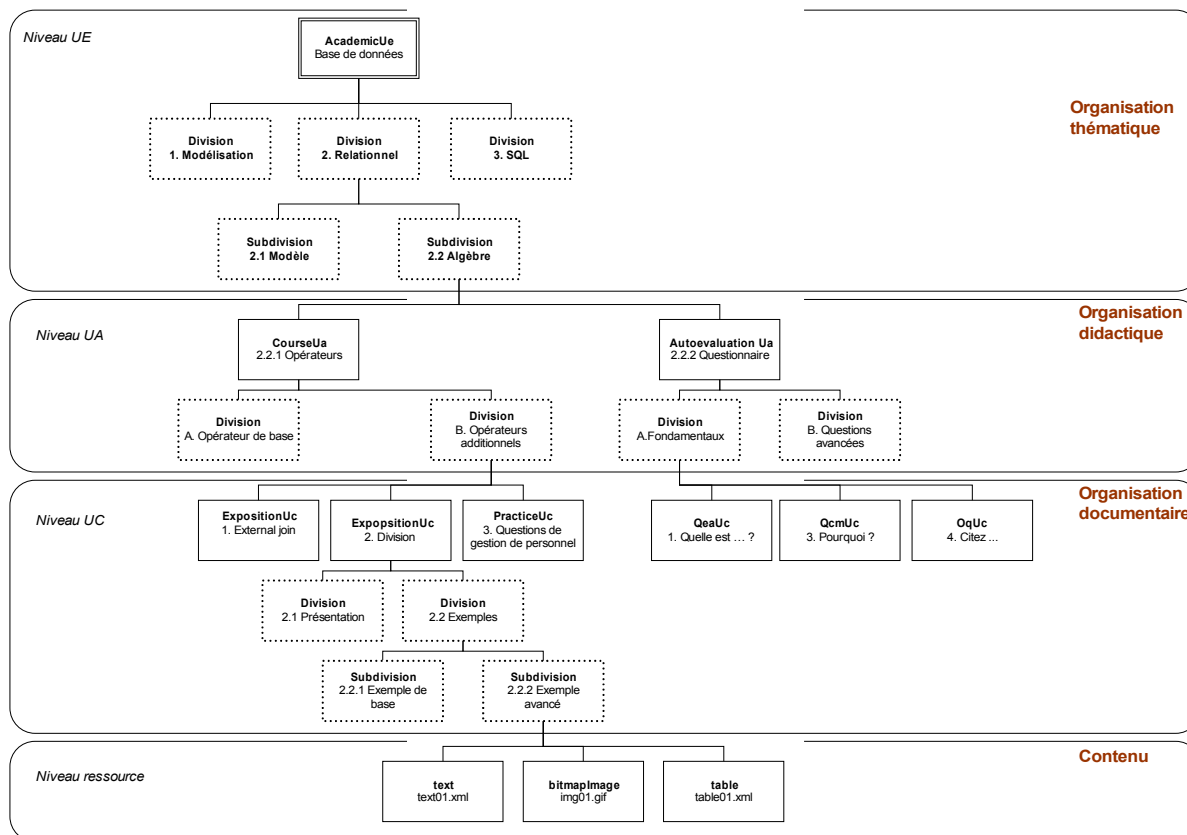 Niveau UE
AcademicUe
Base de données
Organisation
thématique
Division
1. Modélisation
Division
2. Relationnel
Division
3. SQL
Subdivision
2.1 Modèle
Subdivision
2.2 Algèbre
Organisation
didactique
Niveau UA
CourseUa
2.2.1 Opérateurs
Autoevaluation Ua
2.2.2 Questionnaire
Division
A. Opérateur de base
Division
B. Opérateurs
additionnels
Division
A.Fondamentaux
Division
B. Questions
avancées
Organisation
documentaire
Niveau UC
ExpositionUc
1. External join
ExpopsitionUc
2. Division
PracticeUc
3. Questions de
gestion de personnel
QeaUc
1. Quelle est ... ?
QcmUc
3. Pourquoi ?
OqUc
4. Citez ...
Division
2.1 Présentation
Division
2.2 Exemples
Subdivision
2.2.1 Exemple de
base
Subdivision
2.2.2 Exemple
avancé
Contenu
Niveau ressource
text
text01.xml
bitmapImage
img01.gif
table
table01.xml